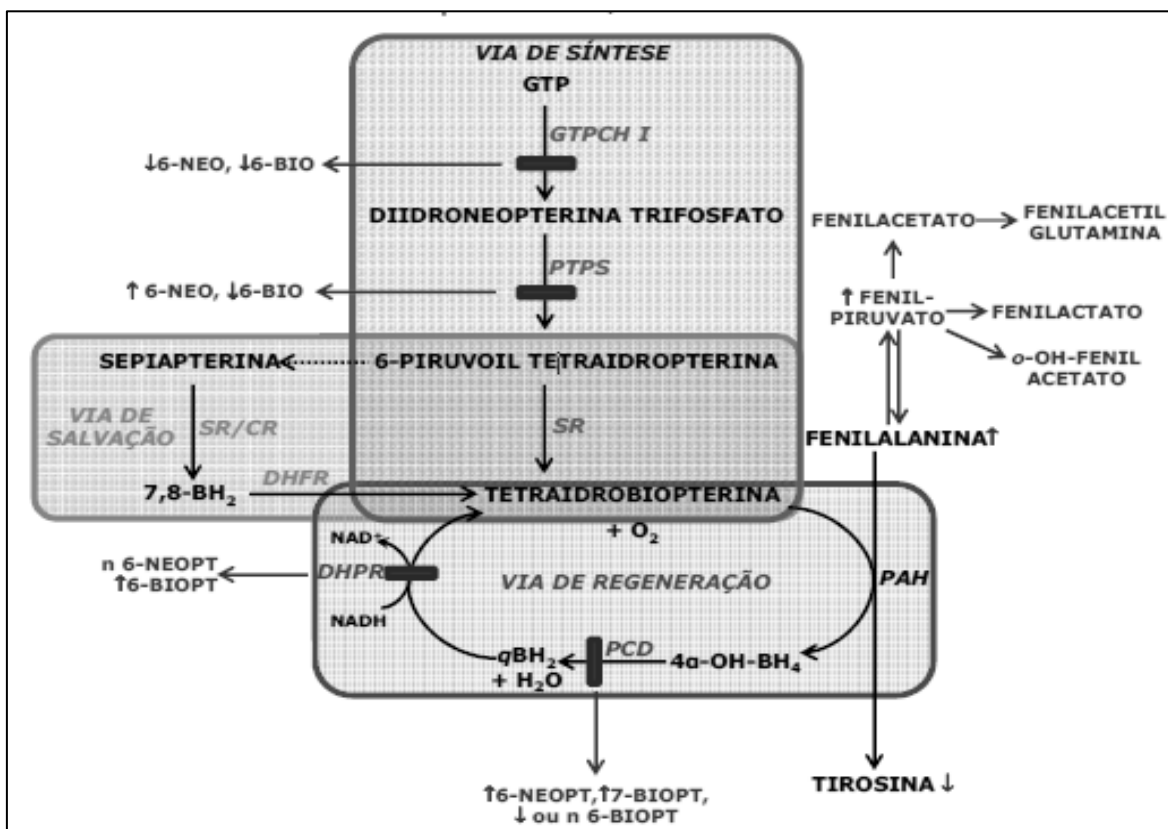 VIA DE SÍNTESE
GTP
GTPCH I
↓6-NEO, ↓6-BIO
DIIDRONEOPTERINA TRIFOSFATO
PTPS
↑ 6-NEO, ↓6-BIO
FENILACETATO
FENILACETIL
GLUTAMINA
↑ FENIL-
PIRUVATO
FENILACTATO
o-OH-FENIL
ACETATO
SEPIAPTERINA
6-PIRUVOIL TETRAIDROPTERINA
VIA DE
SALVAÇÃO
SR/CR
SR
FENILALANINA↑
7,8-BH₂
DHFR
TETRAIDROBIOPTERINA
+ O₂
NAD+
n 6-NEOPT
↑6-BIOPT
DHPR
VIA DE REGENERAÇÃO
PAH
NADH
qBH₂
+ H₂O
PCD
4α-OH-BH₄
↑6-NEOPT,↑7-BIOPT,
↓ ou n 6-BIOPT
TIROSINA ↓